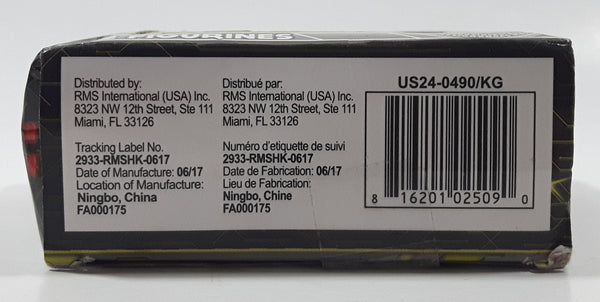 FIGURINES
Distributed by:
RMS International (USA) Inc.
8323 NW 12th Street, Ste 111
Miami, FL 33126
Tracking Label No.
2933-RMSHK-0617
Date of Manufacture: 06/17
Location of Manufacture:
Ningbo, China
FA000175
Distribué par:
RMS International (USA) Inc.
8323 NW 12th Street, Ste 111
Miami, FL 33126
Numéro d'etiquette de suivi
2933-RMSHK-0617
Date de Fabrication: 06/17
Lieu de Fabrication:
Ningbo, Chine
FA000175
US24-0490/KG
8 16201 02509 0